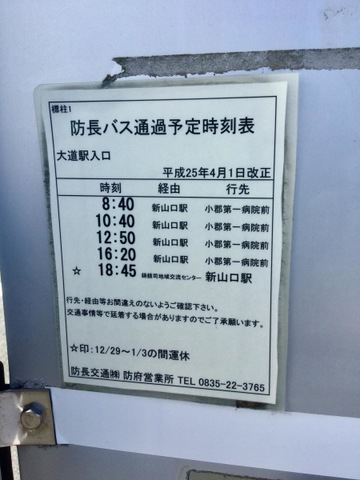 標柱1
防長バス通過予定時刻表
大道駅入口
平成25年4月1日改正
時刻 経由 行先
8:40 新山口駅 小郡第一病院前
10:40 新山口駅 小郡第一病院前
12:50 新山口駅 小郡第一病院前
16:20 新山口駅 小郡第一病院前
☆ 18:45 鋳銭司地域交流センター 新山口駅
行先・経由等お間違えのないようご確認下さい。
交通事情等で延着する場合がありますのでご了承願います。
☆印:12/29〜1/3の間運休
防長交通㈱ 防府営業所 TEL 0835-22-3765